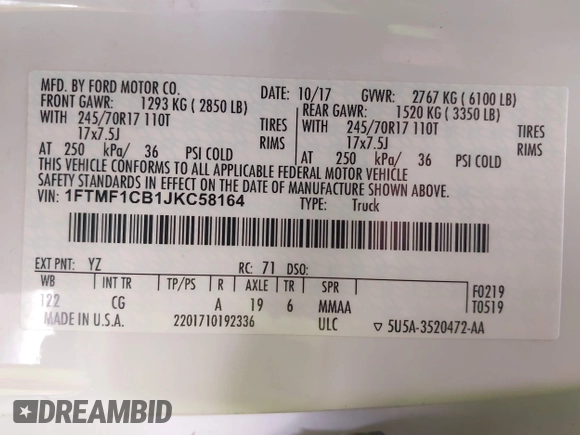 MFD. BY FORD MOTOR CO.
DATE: 10/17 GVWR: 2767 KG ( 6100 LB)
FRONT GAWR: 1293 KG ( 2850 LB) REAR GAWR: 1520 KG ( 3350 LB)
WITH 245/70R17 110T TIRES WITH 245/70R17 110T TIRES
17x7.5J RIMS 17x7.5J RIMS
AT 250 kPa/ 36 PSI COLD AT 250 kPa/ 36 PSI COLD
THIS VEHICLE CONFORMS TO ALL APPLICABLE FEDERAL MOTOR VEHICLE
SAFETY STANDARDS IN EFFECT ON THE DATE OF MANUFACTURE SHOWN ABOVE.
VIN: 1FTMF1CB1JKC58164 TYPE: Truck
EXT PNT: YZ RC: 71 DSO:
WB INT TR TP/PS R AXLE TR SPR F0219
122 CG A 19 6 MMAA T0519
MADE IN U.S.A. 2201710192336 ULC ▽ 5U5A-3520472-AA
DREAMBID